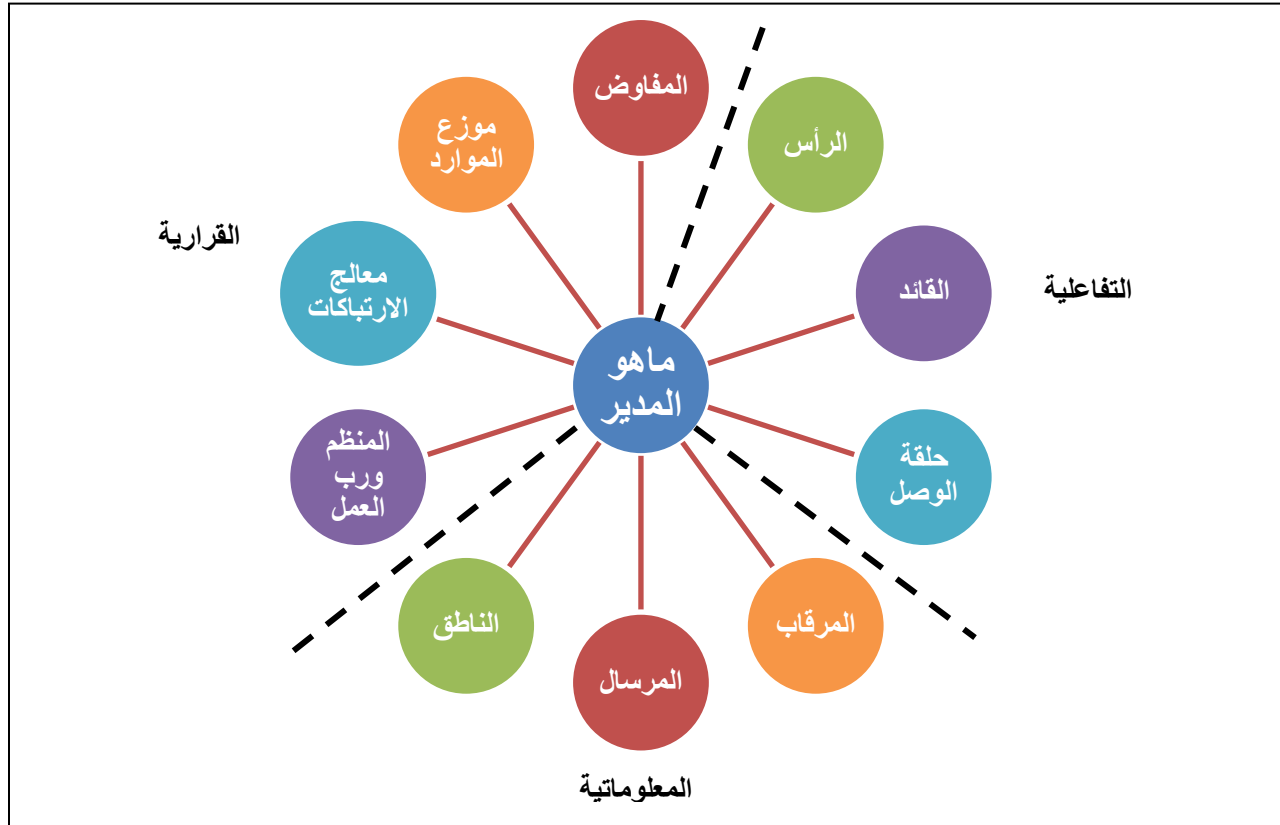 المفاوض
الرأس
القائد
التفاعلية
حلقة
الوصل
المرقاب
المرسال
المعلوماتية
الناطق
المنظم
ورب
العمل
معالج
الارتباكات
القرارية
موزع
الموارد
ماهو
المدير